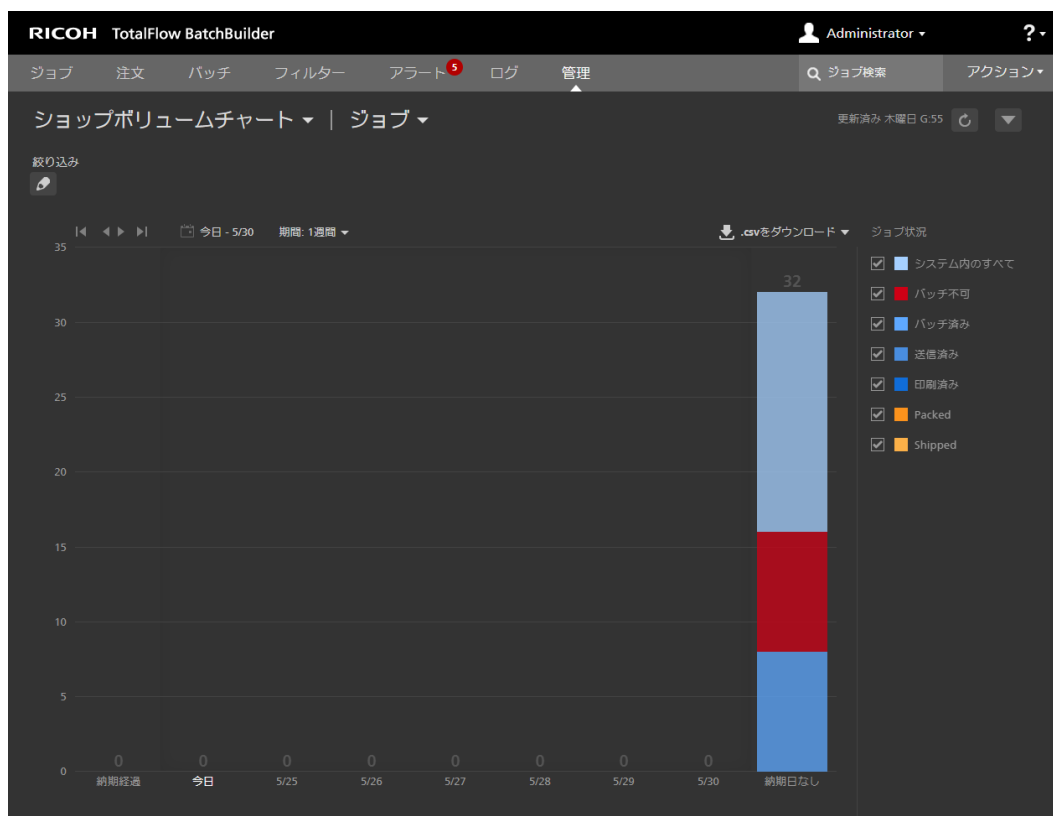 RICOH TotalFlow BatchBuilder Administrator ?
ジョブ 注文 バッチ フィルター アラート 5 ログ 管理 ジョブ検索 アクション
ショップボリュームチャート | ジョブ 更新済み 木曜日 G:55
絞り込み
今日 - 5/30 期間: 1週間 .csvをダウンロード ジョブ状況
35
システム内のすべて
32
バッチ不可
30
バッチ済み
送信済み
印刷済み
25
Packed
Shipped
20
15
10
5
0 0 0 0 0 0 0 0
0
納期経過 今日 5/25 5/26 5/27 5/28 5/29 5/30 納期日なし